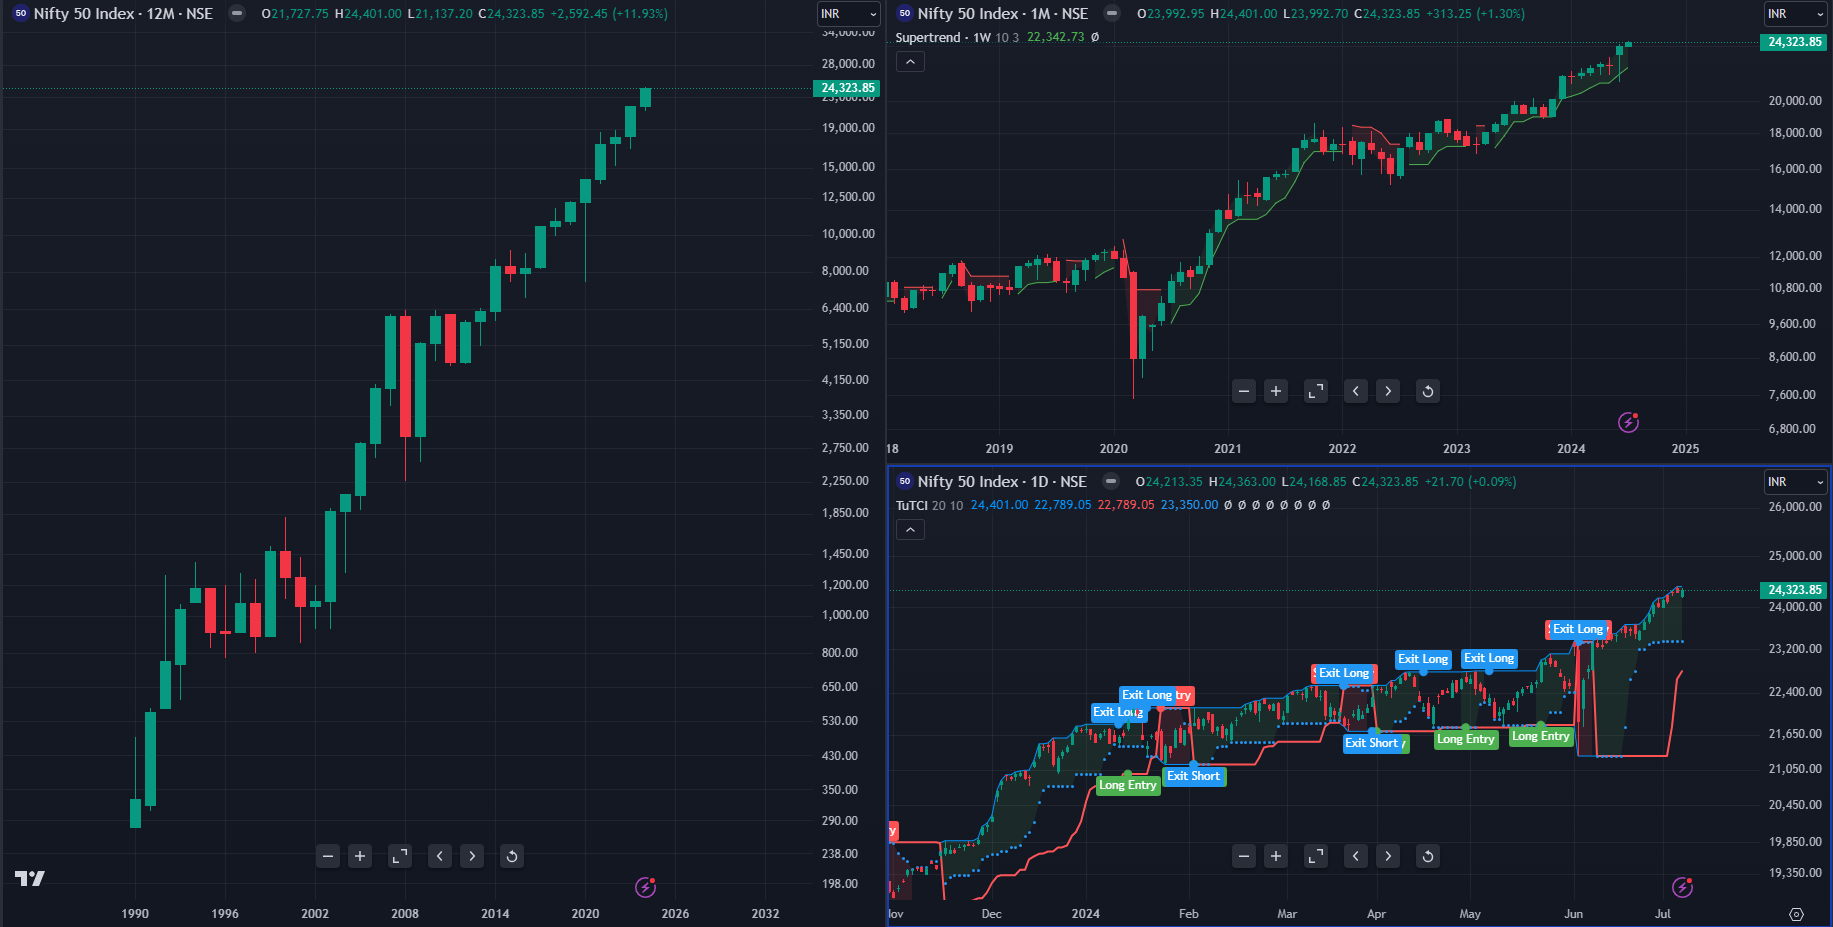 50 Nifty 50 Index · 12M · NSE O21,727.75 H24,401.00 L21,137.20 C24,323.85 +2,592.45 (+11.93%)
INR
34,000.00
28,000.00
24,323.85
23,000.00
19,000.00
15,000.00
12,500.00
10,000.00
8,000.00
6,400.00
5,150.00
4,150.00
3,350.00
2,750.00
2,250.00
1,850.00
1,450.00
1,200.00
1,000.00
800.00
650.00
530.00
430.00
350.00
290.00
238.00
198.00
1990 1996 2002 2008 2014 2020 2026 2032
50 Nifty 50 Index · 1M · NSE O23,992.95 H24,401.00 L23,992.70 C24,323.85 +313.25 (+1.30%)
INR
Supertrend · 1W 10 3 22,342.73 Ø
24,323.85
20,000.00
18,000.00
16,000.00
14,000.00
12,000.00
10,800.00
9,600.00
8,600.00
7,600.00
6,800.00
18 2019 2020 2021 2022 2023 2024 2025
50 Nifty 50 Index · 1D · NSE O24,213.35 H24,363.00 L24,168.85 C24,323.85 +21.70 (+0.09%)
INR
TuTCI 20 10 24,401.00 22,789.05 22,789.05 23,350.00 Ø Ø Ø Ø Ø Ø Ø Ø
26,000.00
25,000.00
24,323.85
24,000.00
23,200.00
22,400.00
21,650.00
21,050.00
20,450.00
19,850.00
19,350.00
Exit Long
Exit Long
Exit Long
Exit Long
Exit Long try
Exit Long
Exit Short y
Long Entry
Long Entry
Long Entry
Exit Short
y
ov Dec 2024 Feb Mar Apr May Jun Jul